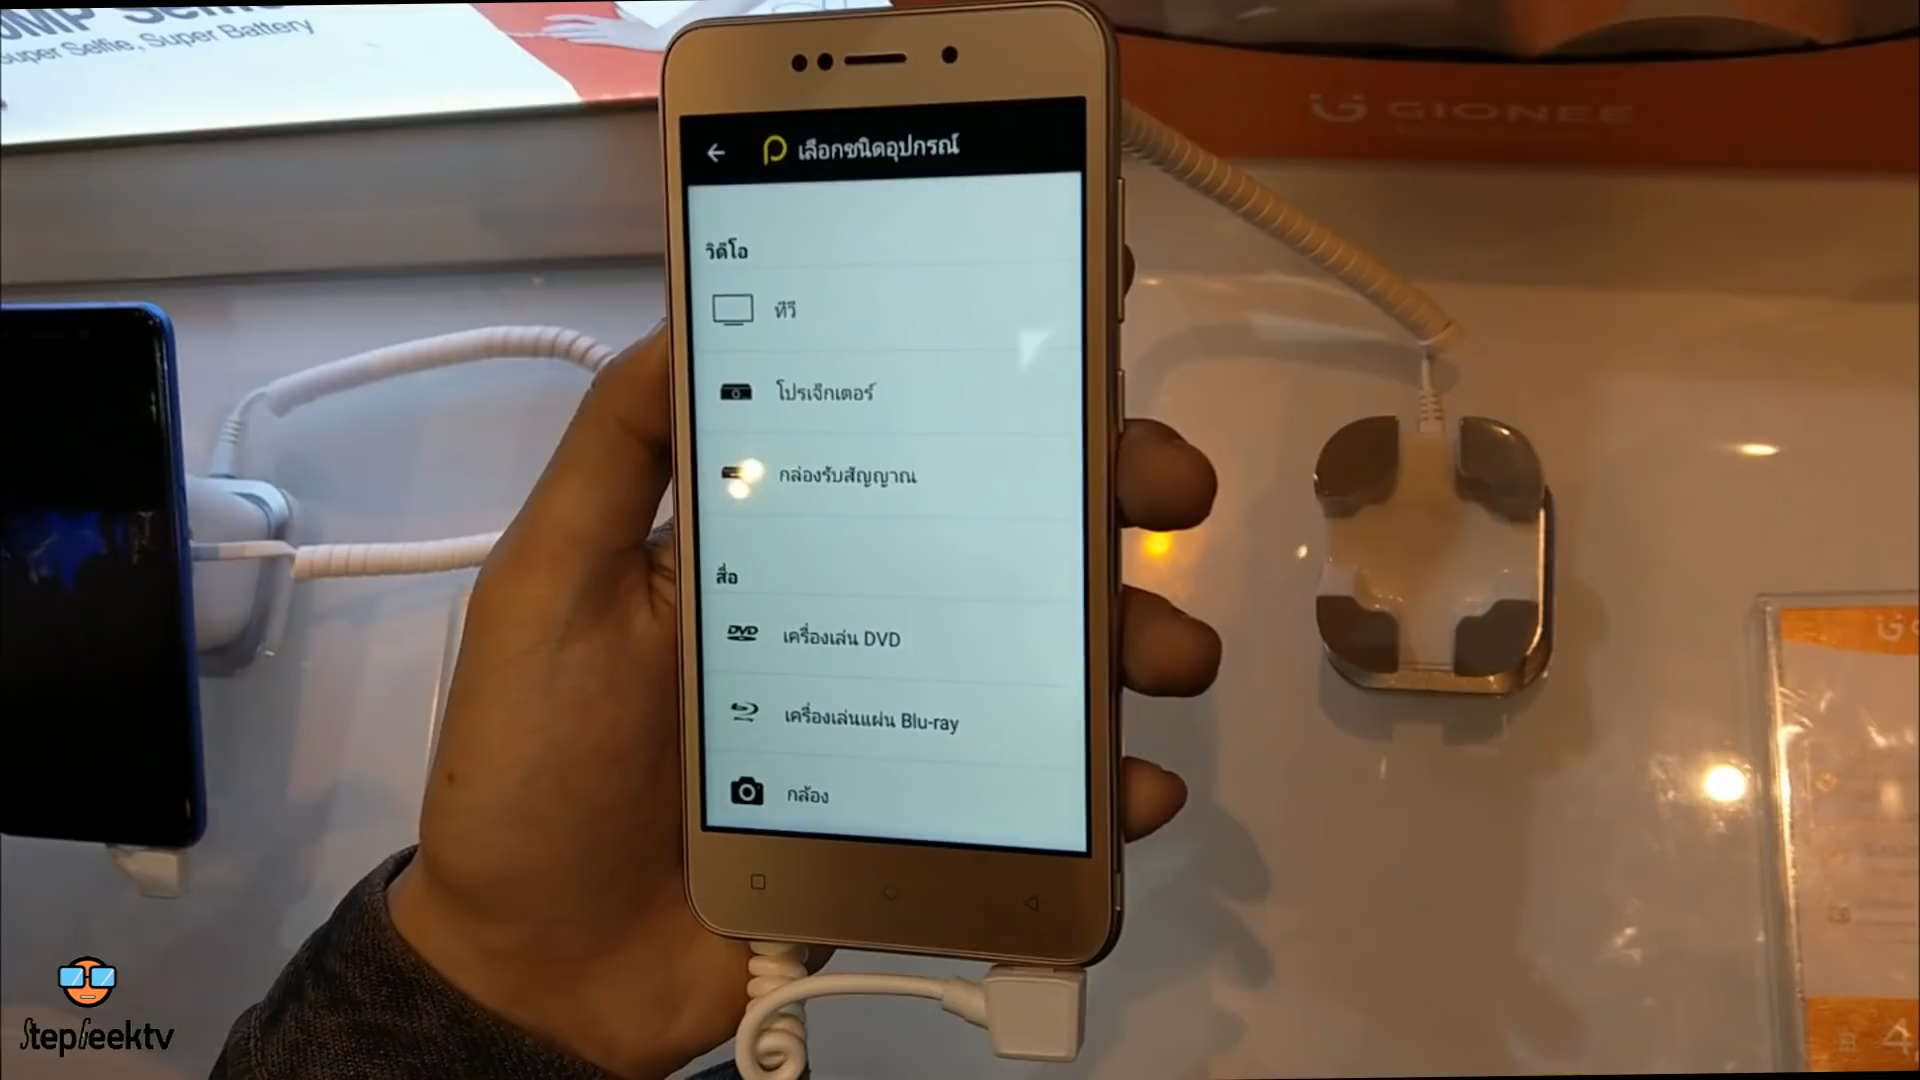 Super Selfie, Super Battery
GIONEE
เลือกชนิดอุปกรณ์
วิดีโอ
ทีวี
โปรเจ็กเตอร์
กล่องรับสัญญาณ
สื่อ
DVD
เครื่องเล่น DVD
เครื่องเล่นแผ่น Blu-ray
กล้อง
StepGeektv